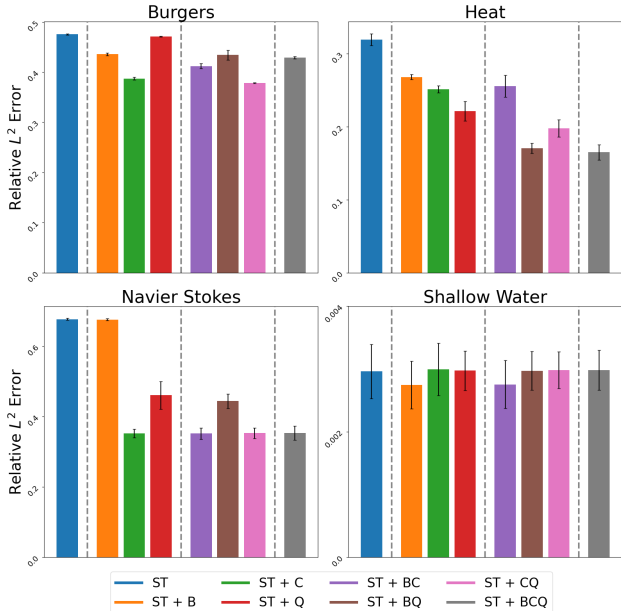 Burgers
Heat
Relative L² Error
0.0
0.1
0.2
0.3
0.4
0.5
0.0
0.1
0.2
0.3
Navier Stokes
Shallow Water
Relative L² Error
0.0
0.2
0.4
0.6
0.0
0.002
0.004
ST
ST + C
ST + BC
ST + CQ
ST + B
ST + Q
ST + BQ
ST + BCQ